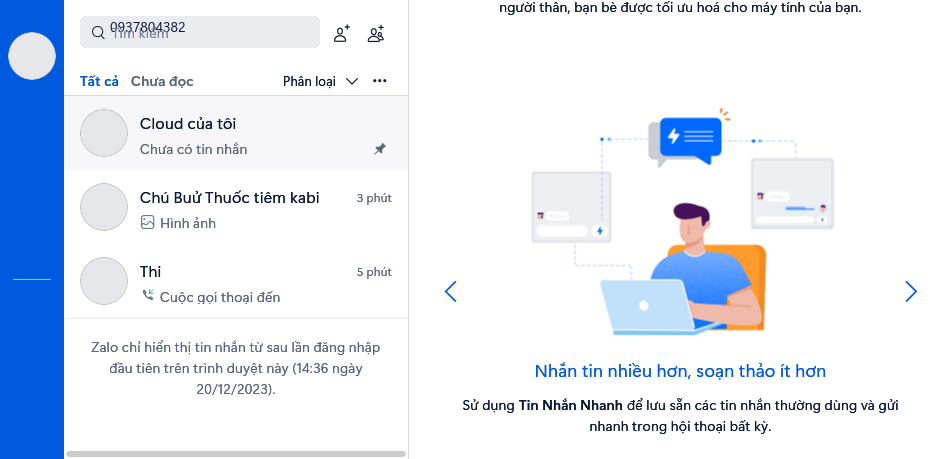 người thân, bạn bè được tối ưu hoá cho máy tính của bạn.
0937804382
Tìm kiếm
Tất cả Chưa đọc Phân loại
Cloud của tôi
Chưa có tin nhắn
Chú Buử Thuốc tiêm kabi 3 phút
Hình ảnh
Thi 5 phút
Cuộc gọi thoại đến
Zalo chỉ hiển thị tin nhắn từ sau lần đăng nhập
đầu tiên trên trình duyệt này (14:36 ngày
20/12/2023).
Nhắn tin nhiều hơn, soạn thảo ít hơn
Sử dụng Tin Nhắn Nhanh để lưu sẵn các tin nhắn thường dùng và gửi
nhanh trong hội thoại bất kỳ.